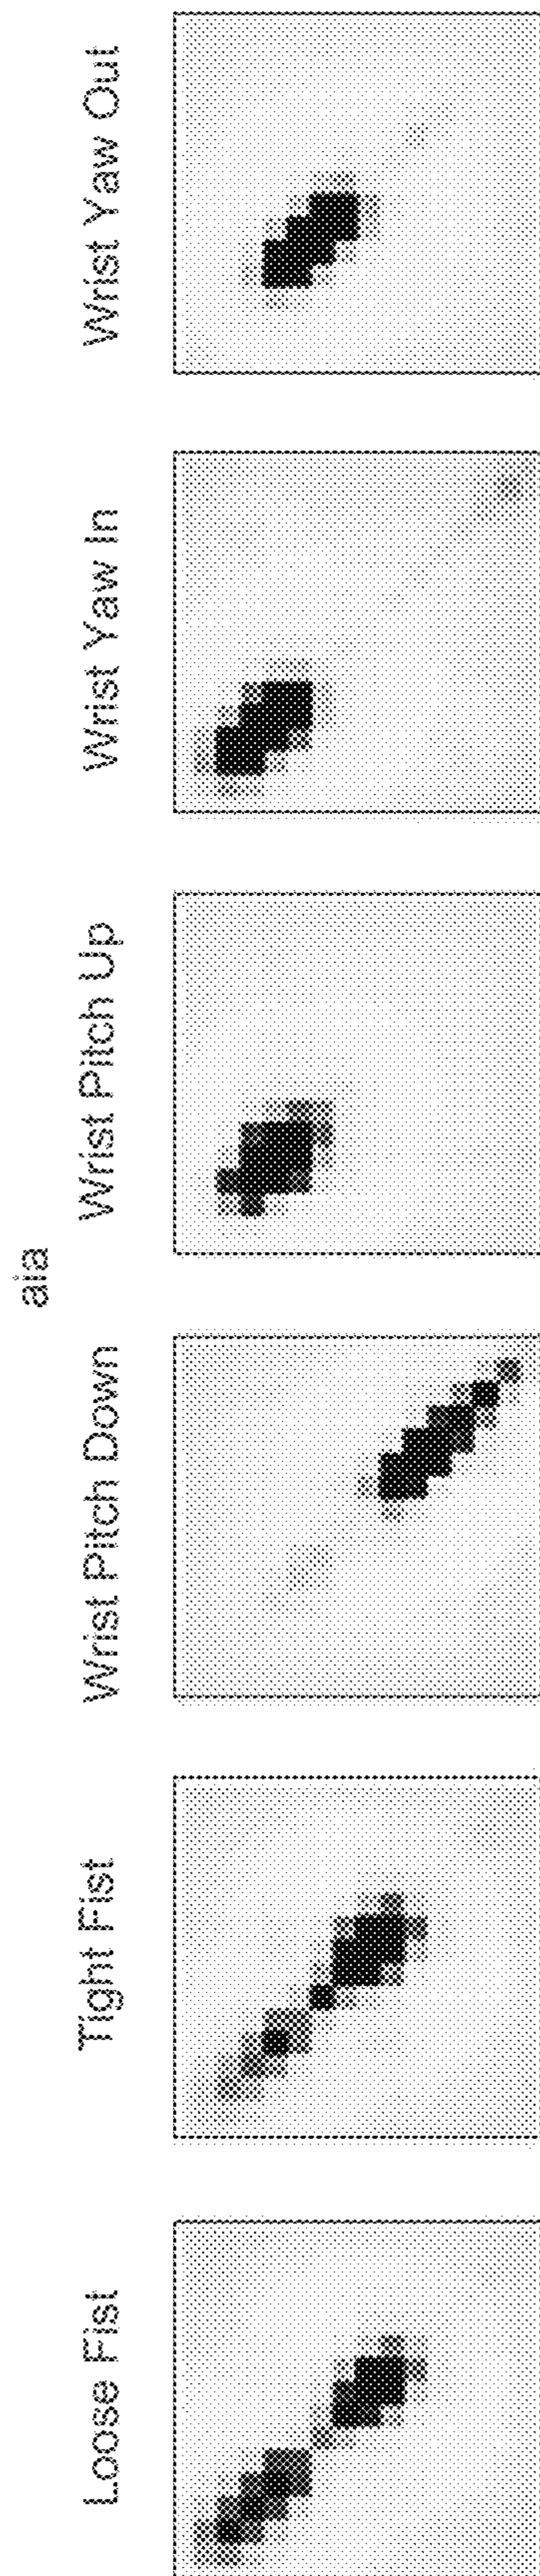 aia
Loose Fist
Tight Fist
Wrist Pitch Down
Wrist Pitch Up
Wrist Yaw In
Wrist Yaw Out